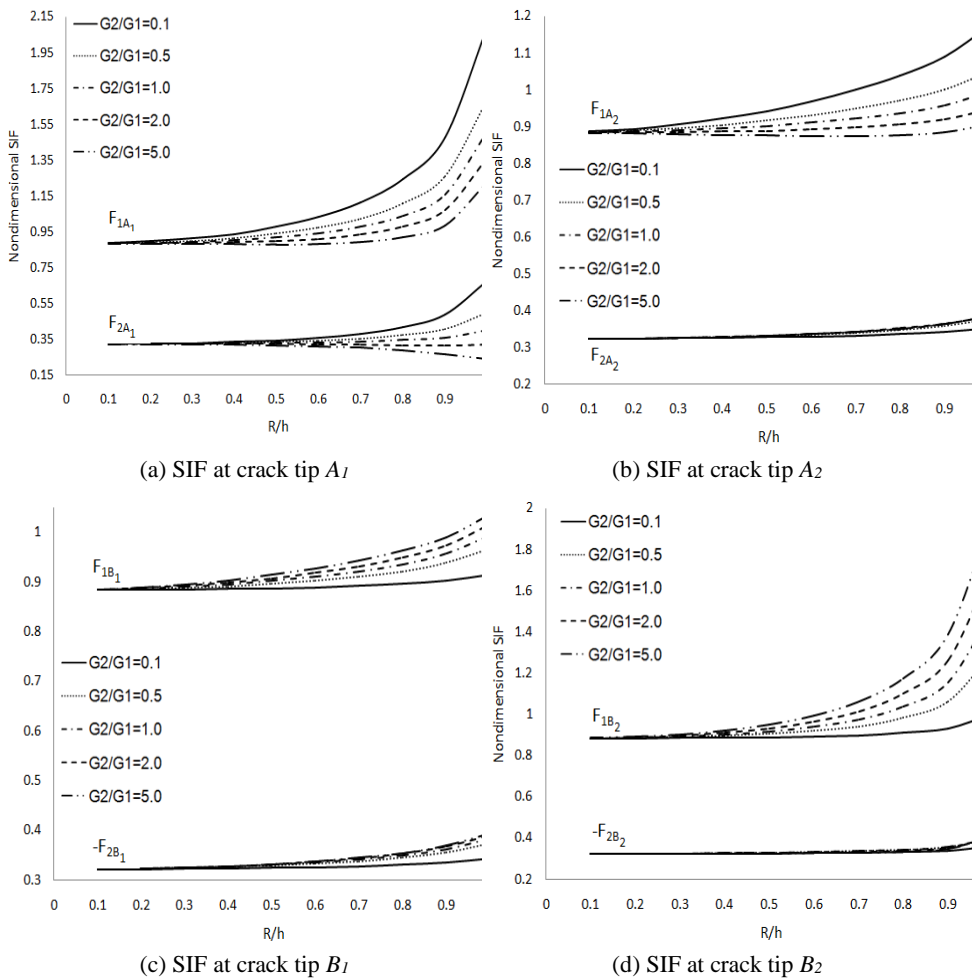 2.15
1.95
1.75
1.55
1.35
1.15
0.95
0.75
0.55
0.35
0.15
Nondimensional SIF
G2/G1=0.1
G2/G1=0.5
G2/G1=1.0
G2/G1=2.0
G2/G1=5.0
F1A1
F2A1
0 0.1 0.2 0.3 0.4 0.5 0.6 0.7 0.8 0.9
R/h
(a) SIF at crack tip A1
1.2
1.1
1
0.9
0.8
0.7
0.6
0.5
0.4
0.3
0.2
Nondimensional SIF
F1A2
G2/G1=0.1
G2/G1=0.5
G2/G1=1.0
G2/G1=2.0
G2/G1=5.0
F2A2
0 0.1 0.2 0.3 0.4 0.5 0.6 0.7 0.8 0.9
R/h
(b) SIF at crack tip A2
1
0.9
0.8
0.7
0.6
0.5
0.4
0.3
F1B1
G2/G1=0.1
G2/G1=0.5
G2/G1=1.0
G2/G1=2.0
G2/G1=5.0
-F2B1
0 0.1 0.2 0.3 0.4 0.5 0.6 0.7 0.8 0.9
R/h
(c) SIF at crack tip B1
2
1.8
1.6
1.4
1.2
1
0.8
0.6
0.4
0.2
Nondimensional SIF
G2/G1=0.1
G2/G1=0.5
G2/G1=1.0
G2/G1=2.0
G2/G1=5.0
F1B2
-F2B2
0 0.1 0.2 0.3 0.4 0.5 0.6 0.7 0.8 0.9
R/h
(d) SIF at crack tip B2